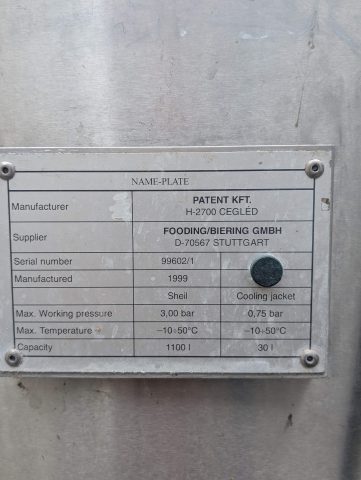 NAME-PLATE
Manufacturer PATENT KFT.
H-2700 CEGLÉD
Supplier FOODING/BIERING GMBH
D-70567 STUTTGART
Serial number 99602/1
Manufactured 1999
Sheil Cooling jacket
Max. Working pressure 3,00 bar 0,75 bar
Max. Temperature −10÷50°C −10÷50°C
Capacity 1100 l 30 l